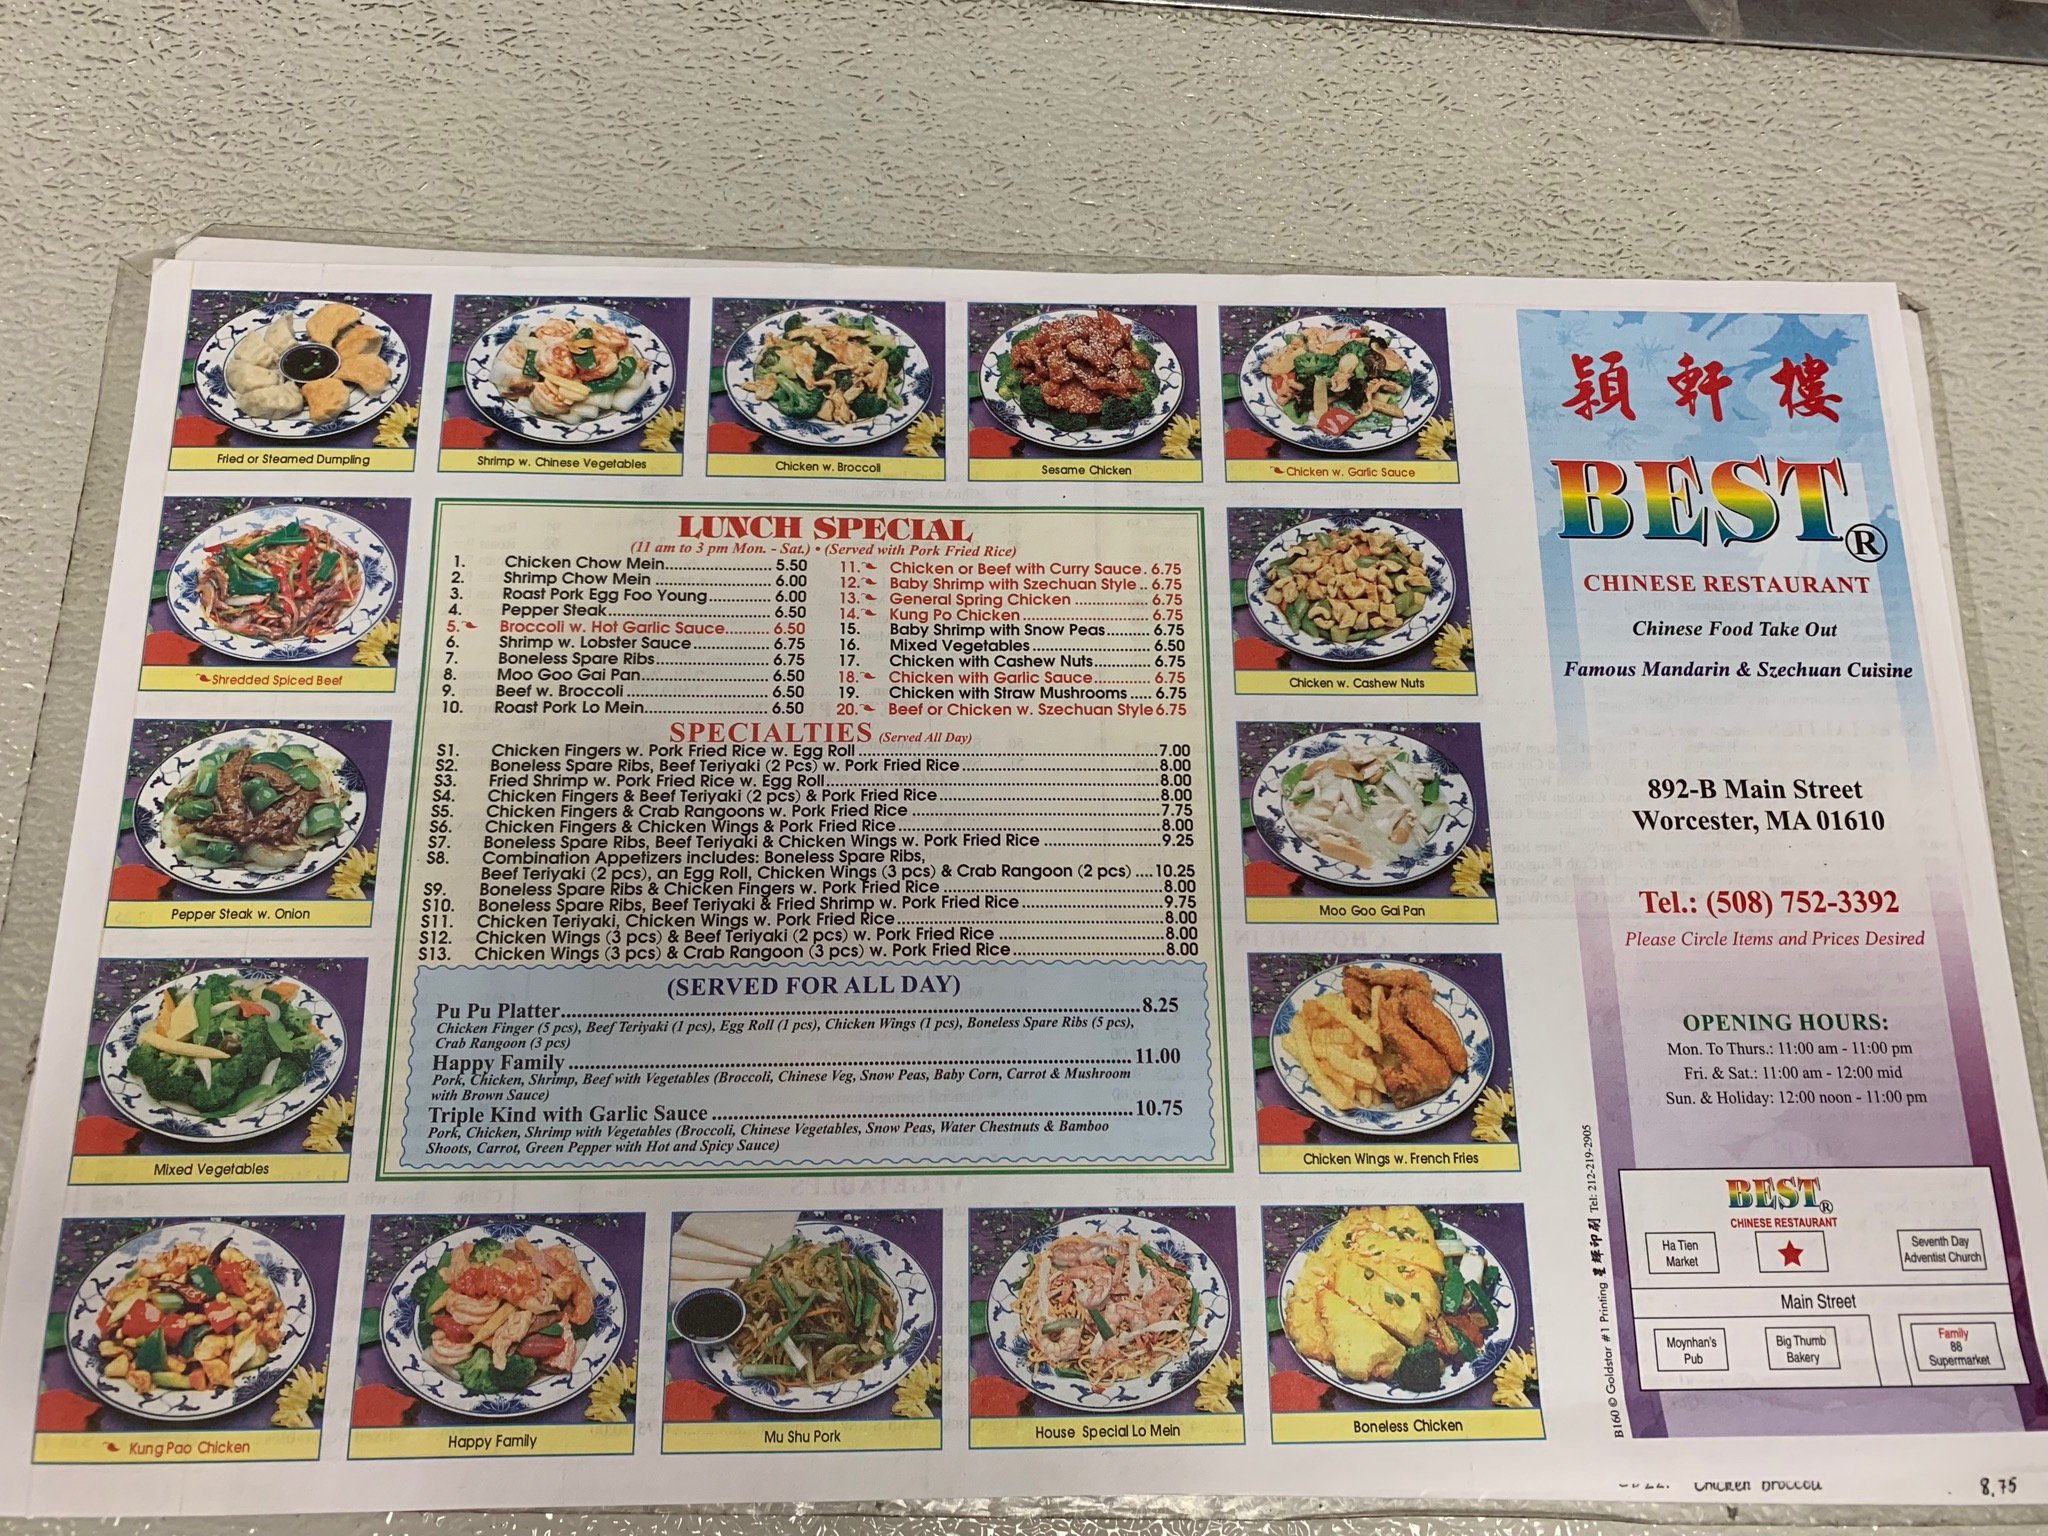 Fried or Steamed Dumpling
Shrimp w. Chinese Vegetables
Chicken w. Broccoli
Sesame Chicken
Chicken w. Garlic Sauce
Shredded Spiced Beef
Pepper Steak w. Onion
Mixed Vegetables
LUNCH SPECIAL
(11 am to 3 pm Mon. - Sat.) • (Served with Pork Fried Rice)
1. Chicken Chow Mein 5.50
2. Shrimp Chow Mein 6.00
3. Roast Pork Egg Foo Young 6.00
4. Pepper Steak 6.50
5. Broccoli w. Hot Garlic Sauce 6.50
6. Shrimp w. Lobster Sauce 6.75
7. Boneless Spare Ribs 6.75
8. Moo Goo Gai Pan 6.50
9. Beef w. Broccoli 6.50
10. Roast Pork Lo Mein 6.50
11. Chicken or Beef with Curry Sauce 6.75
12. Baby Shrimp with Szechuan Style 6.75
13. General Spring Chicken 6.75
14. Kung Po Chicken 6.75
15. Baby Shrimp with Snow Peas 6.75
16. Mixed Vegetables 6.50
17. Chicken with Cashew Nuts 6.75
18. Chicken with Garlic Sauce 6.75
19. Chicken with Straw Mushrooms 6.75
20. Beef or Chicken w. Szechuan Style 6.75
SPECIALTIES (Served All Day)
S1. Chicken Fingers w. Pork Fried Rice w. Egg Roll 7.00
S2. Boneless Spare Ribs, Beef Teriyaki (2 Pcs) w. Pork Fried Rice 8.00
S3. Fried Shrimp w. Pork Fried Rice w. Egg Roll 8.00
S4. Chicken Fingers & Beef Teriyaki (2 pcs) & Pork Fried Rice 8.00
S5. Chicken Fingers & Crab Rangoons w. Pork Fried Rice 7.75
S6. Chicken Fingers & Chicken Wings & Pork Fried Rice 8.00
S7. Boneless Spare Ribs, Beef Teriyaki & Chicken Wings w. Pork Fried Rice 9.25
S8. Combination Appetizers includes: Boneless Spare Ribs,
Beef Teriyaki (2 pcs), an Egg Roll, Chicken Wings (3 pcs) & Crab Rangoon (2 pcs) 10.25
S9. Boneless Spare Ribs & Chicken Fingers w. Pork Fried Rice 8.00
S10. Boneless Spare Ribs, Beef Teriyaki & Fried Shrimp w. Pork Fried Rice 9.75
S11. Chicken Teriyaki, Chicken Wings w. Pork Fried Rice 8.00
S12. Chicken Wings (3 pcs) & Beef Teriyaki (2 pcs) w. Pork Fried Rice 8.00
S13. Chicken Wings (3 pcs) & Crab Rangoon (3 pcs) w. Pork Fried Rice 8.00
(SERVED FOR ALL DAY)
Pu Pu Platter 8.25
Chicken Finger (5 pcs), Beef Teriyaki (1 pcs), Egg Roll (1 pcs), Chicken Wings (1 pcs), Boneless Spare Ribs (5 pcs),
Crab Rangoon (3 pcs)
Happy Family 11.00
Pork, Chicken, Shrimp, Beef with Vegetables (Broccoli, Chinese Veg, Snow Peas, Baby Corn, Carrot & Mushroom
with Brown Sauce)
Triple Kind with Garlic Sauce 10.75
Pork, Chicken, Shrimp with Vegetables (Broccoli, Chinese Vegetables, Snow Peas, Water Chestnuts & Bamboo
Shoots, Carrot, Green Pepper with Hot and Spicy Sauce)
Chicken w. Cashew Nuts
Moo Goo Gai Pan
Chicken Wings w. French Fries
Kung Pao Chicken
Happy Family
Mu Shu Pork
House Special Lo Mein
Boneless Chicken
穎軒樓
BEST®
CHINESE RESTAURANT
Chinese Food Take Out
Famous Mandarin & Szechuan Cuisine
892-B Main Street
Worcester, MA 01610
Tel.: (508) 752-3392
Please Circle Items and Prices Desired
OPENING HOURS:
Mon. To Thurs.: 11:00 am - 11:00 pm
Fri. & Sat.: 11:00 am - 12:00 mid
Sun. & Holiday: 12:00 noon - 11:00 pm
B160 © Goldstar #1 Printing 星輝印刷 Tel: 212-219-2905
BEST®
CHINESE RESTAURANT
Ha Tien
Market
Seventh Day
Adventist Church
Main Street
Moynhan's
Pub
Big Thumb
Bakery
Family
88
Supermarket
Chicken Broccoli 8.75